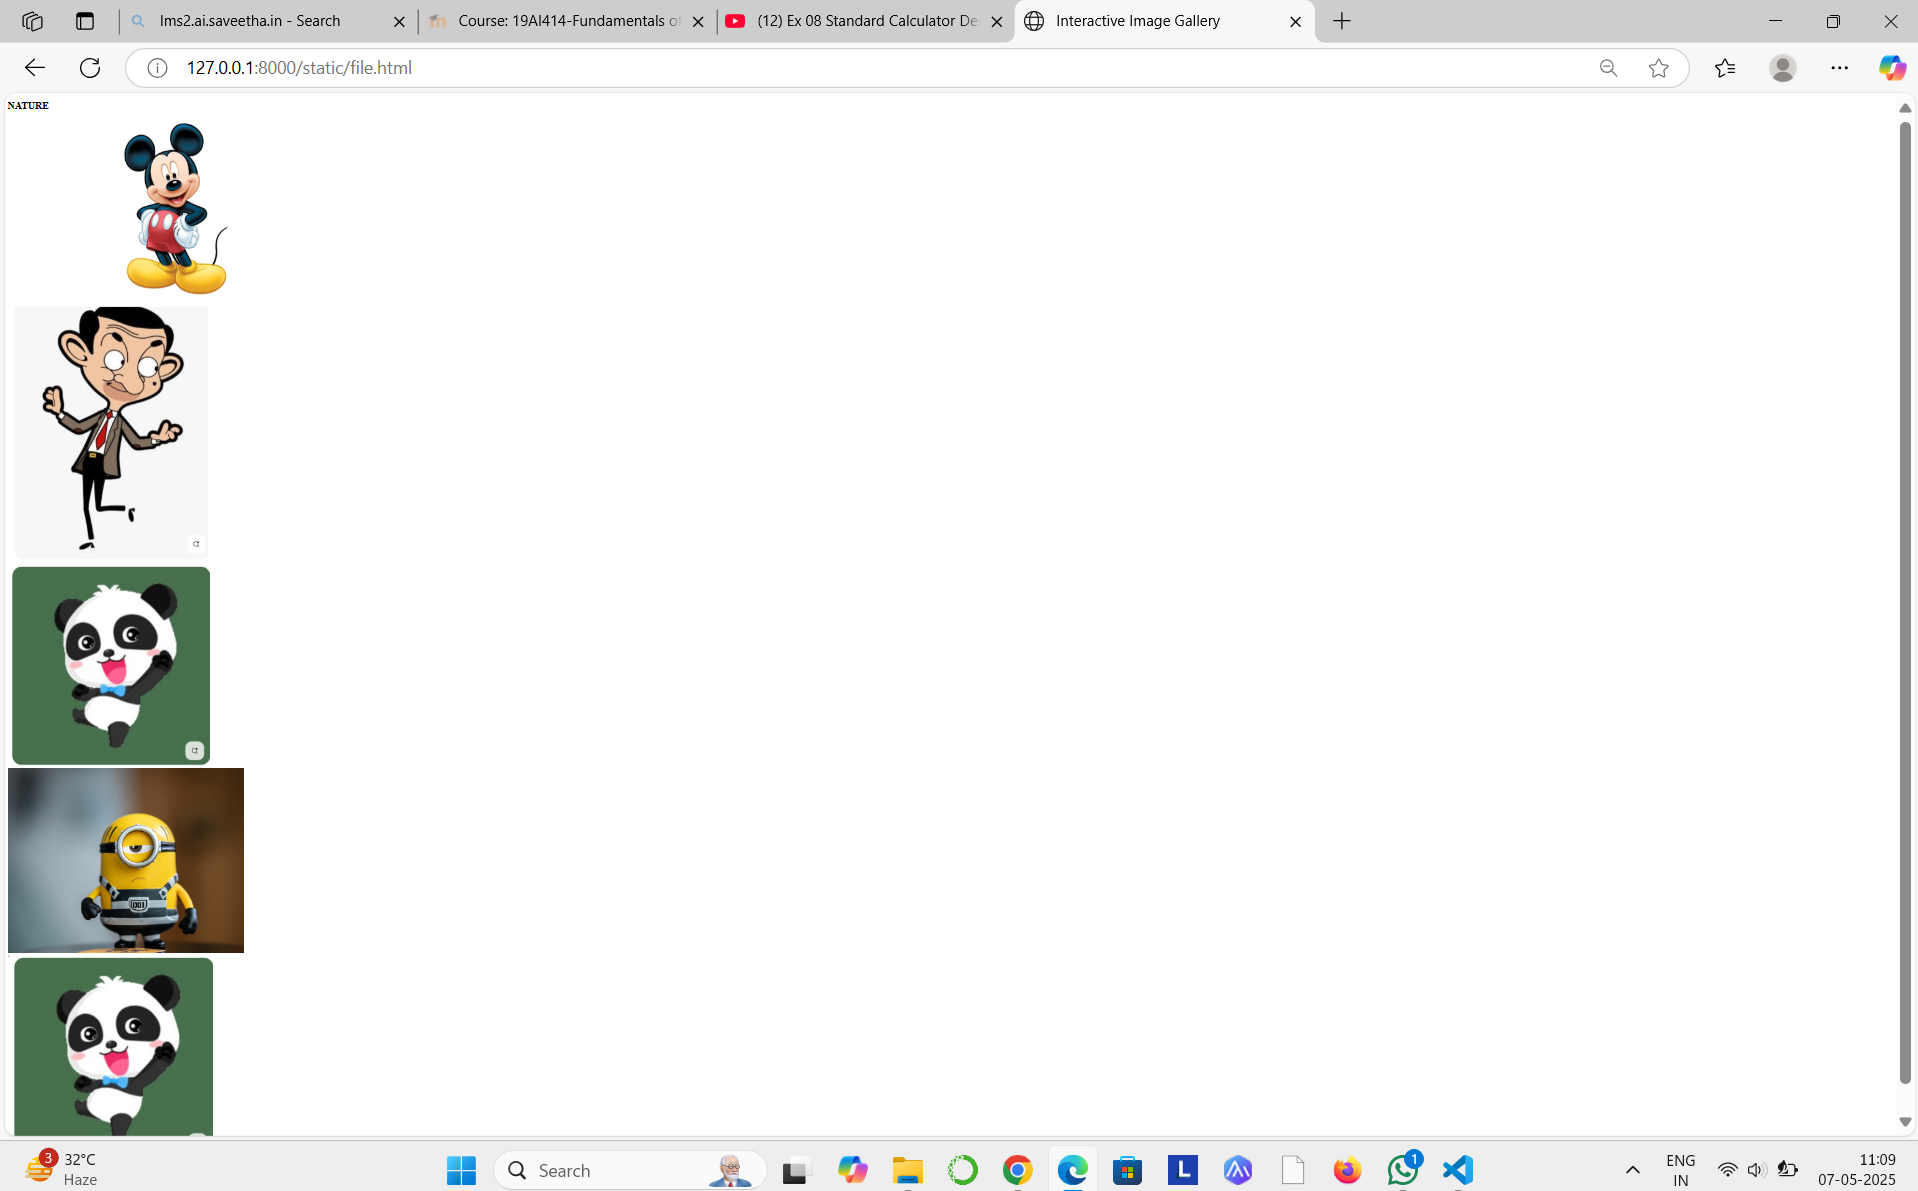 lms2.ai.saveetha.in - Search
Course: 19AI414-Fundamentals of
(12) Ex 08 Standard Calculator De
Interactive Image Gallery
127.0.0.1:8000/static/file.html
NATURE
001
3
32°C
Haze
Search
L
1
ENG
IN
11:09
07-05-2025